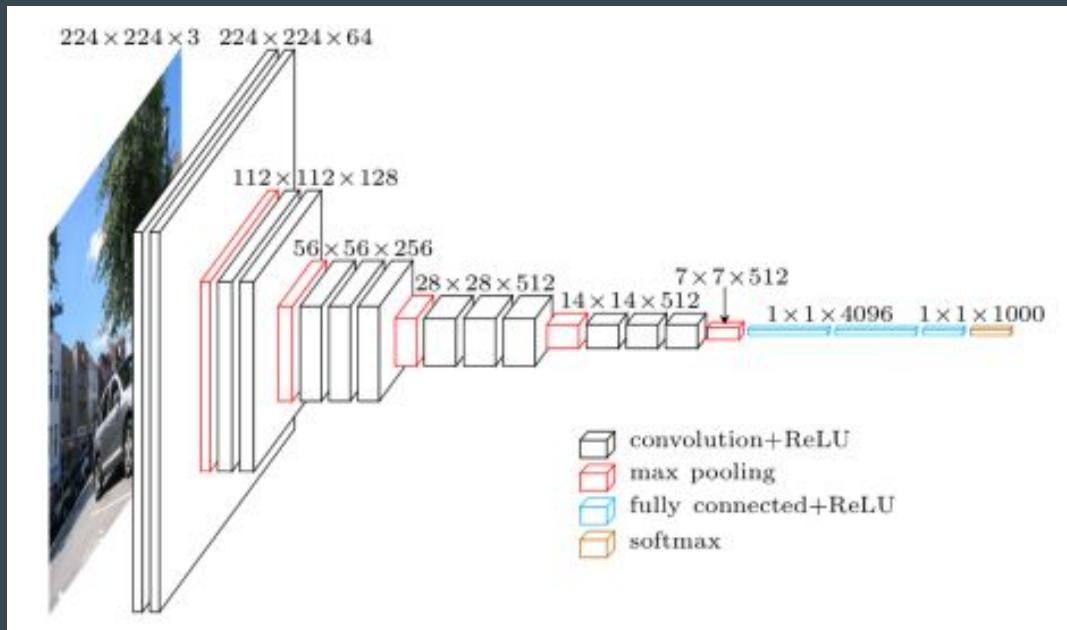 224×224×3
224×224×64
112×112×128
56×56×256
28×28×512
14×14×512
7×7×512
1×1×4096
1×1×1000
convolution+ReLU
max pooling
fully connected+ReLU
softmax